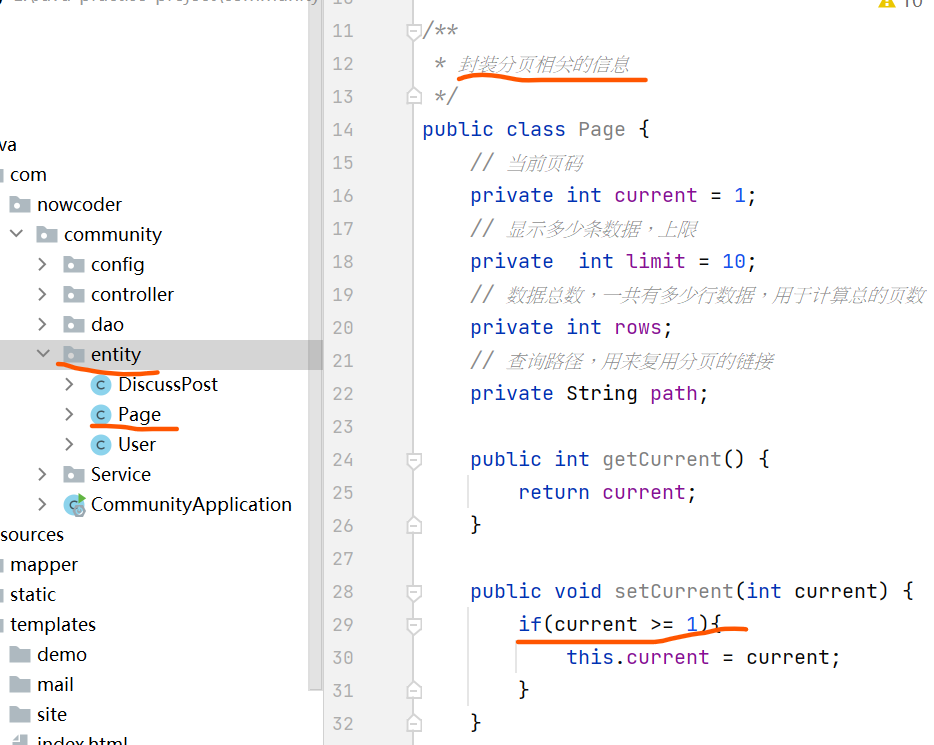 va
com
nowcoder
community
config
controller
dao
entity
DiscussPost
Page
User
Service
CommunityApplication
sources
mapper
static
templates
demo
mail
site
index.html
10
11 /**
12 * 封装分页相关的信息
13 */
14 public class Page {
15 // 当前页码
16 private int current = 1;
17 // 显示多少条数据，上限
18 private  int limit = 10;
19 // 数据总数，一共有多少行数据，用于计算总的页数
20 private int rows;
21 // 查询路径，用来复用分页的链接
22 private String path;
23
24 public int getCurrent() {
25 return current;
26 }
27
28 public void setCurrent(int current) {
29 if(current >= 1){
30 this.current = current;
31 }
32 }